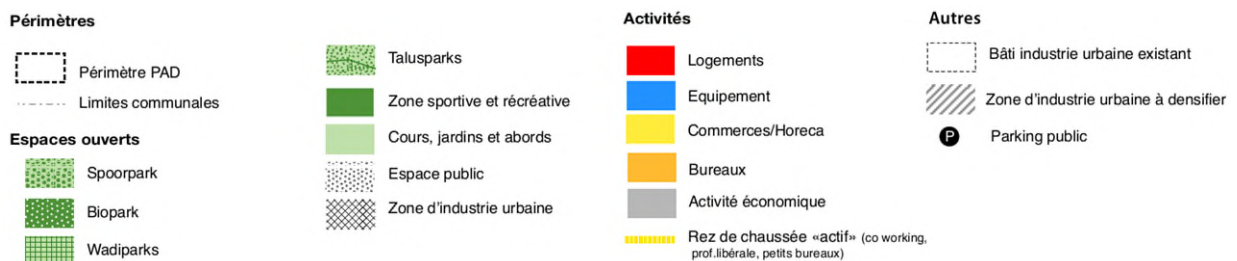 Périmètres
Périmètre PAD
Limites communales
Espaces ouverts
Spoorpark
Biopark
Wadiparks
Talusparks
Zone sportive et récréative
Cours, jardins et abords
Espace public
Zone d'industrie urbaine
Activités
Logements
Equipement
Commerces/Horeca
Bureaux
Activité économique
Rez de chaussée «actif» (co working,
prof.libérale, petits bureaux)
Autres
Bâti industrie urbaine existant
Zone d'industrie urbaine à densifier
P Parking public